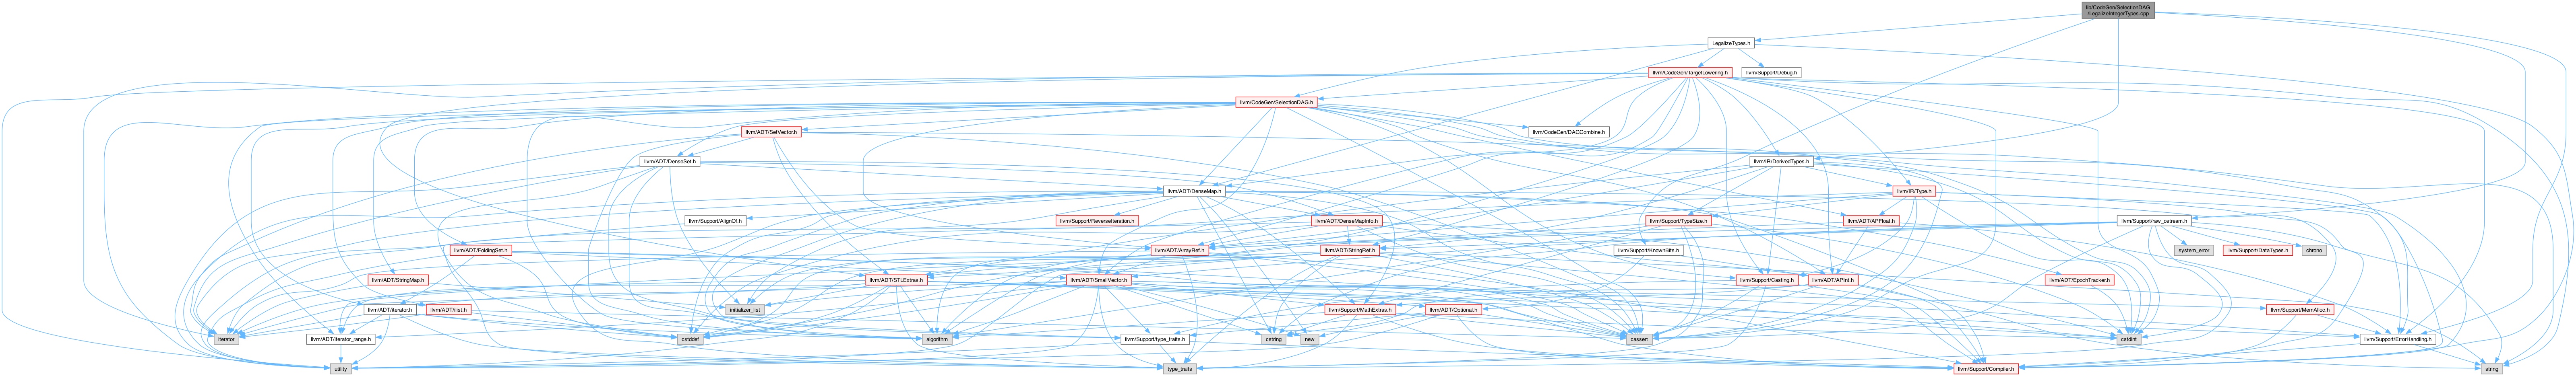 lib/CodeGen/SelectionDAG
/LegalizeIntegerTypes.cpp
LegalizeTypes.h
llvm/CodeGen/TargetLowering.h
llvm/Support/Debug.h
llvm/CodeGen/SelectionDAG.h
llvm/ADT/SetVector.h
llvm/CodeGen/DAGCombine.h
llvm/ADT/DenseSet.h
llvm/IR/DerivedTypes.h
llvm/ADT/DenseMap.h
llvm/IR/Type.h
llvm/Support/AlignOf.h
llvm/Support/ReverseIteration.h
llvm/ADT/DenseMapInfo.h
llvm/Support/TypeSize.h
llvm/ADT/APFloat.h
llvm/Support/raw_ostream.h
llvm/ADT/FoldingSet.h
llvm/ADT/ArrayRef.h
llvm/ADT/StringRef.h
llvm/Support/KnownBits.h
system_error
llvm/Support/DataTypes.h
chrono
llvm/ADT/StringMap.h
llvm/ADT/STLExtras.h
llvm/ADT/SmallVector.h
llvm/Support/Casting.h
llvm/ADT/APInt.h
llvm/ADT/EpochTracker.h
llvm/ADT/iterator.h
llvm/ADT/ilist.h
initializer_list
llvm/Support/MathExtras.h
llvm/ADT/Optional.h
llvm/Support/MemAlloc.h
iterator
llvm/ADT/iterator_range.h
cstddef
algorithm
llvm/Support/type_traits.h
cstring
new
cassert
cstdint
llvm/Support/ErrorHandling.h
utility
type_traits
llvm/Support/Compiler.h
string